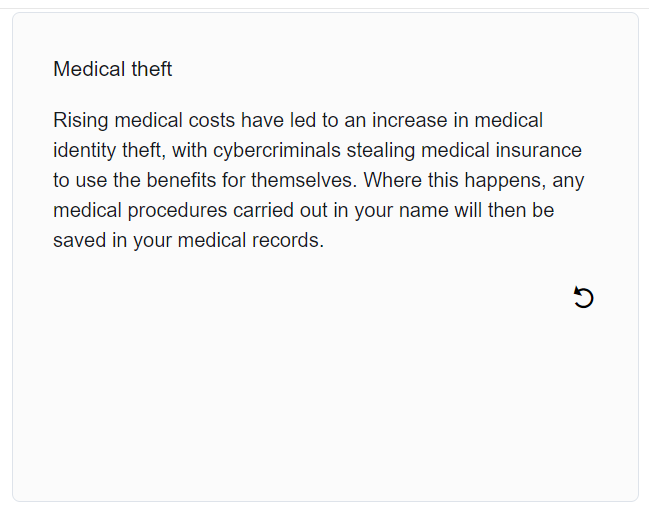 Medical theft
Rising medical costs have led to an increase in medical
identity theft, with cybercriminals stealing medical insurance
to use the benefits for themselves. Where this happens, any
medical procedures carried out in your name will then be
saved in your medical records.